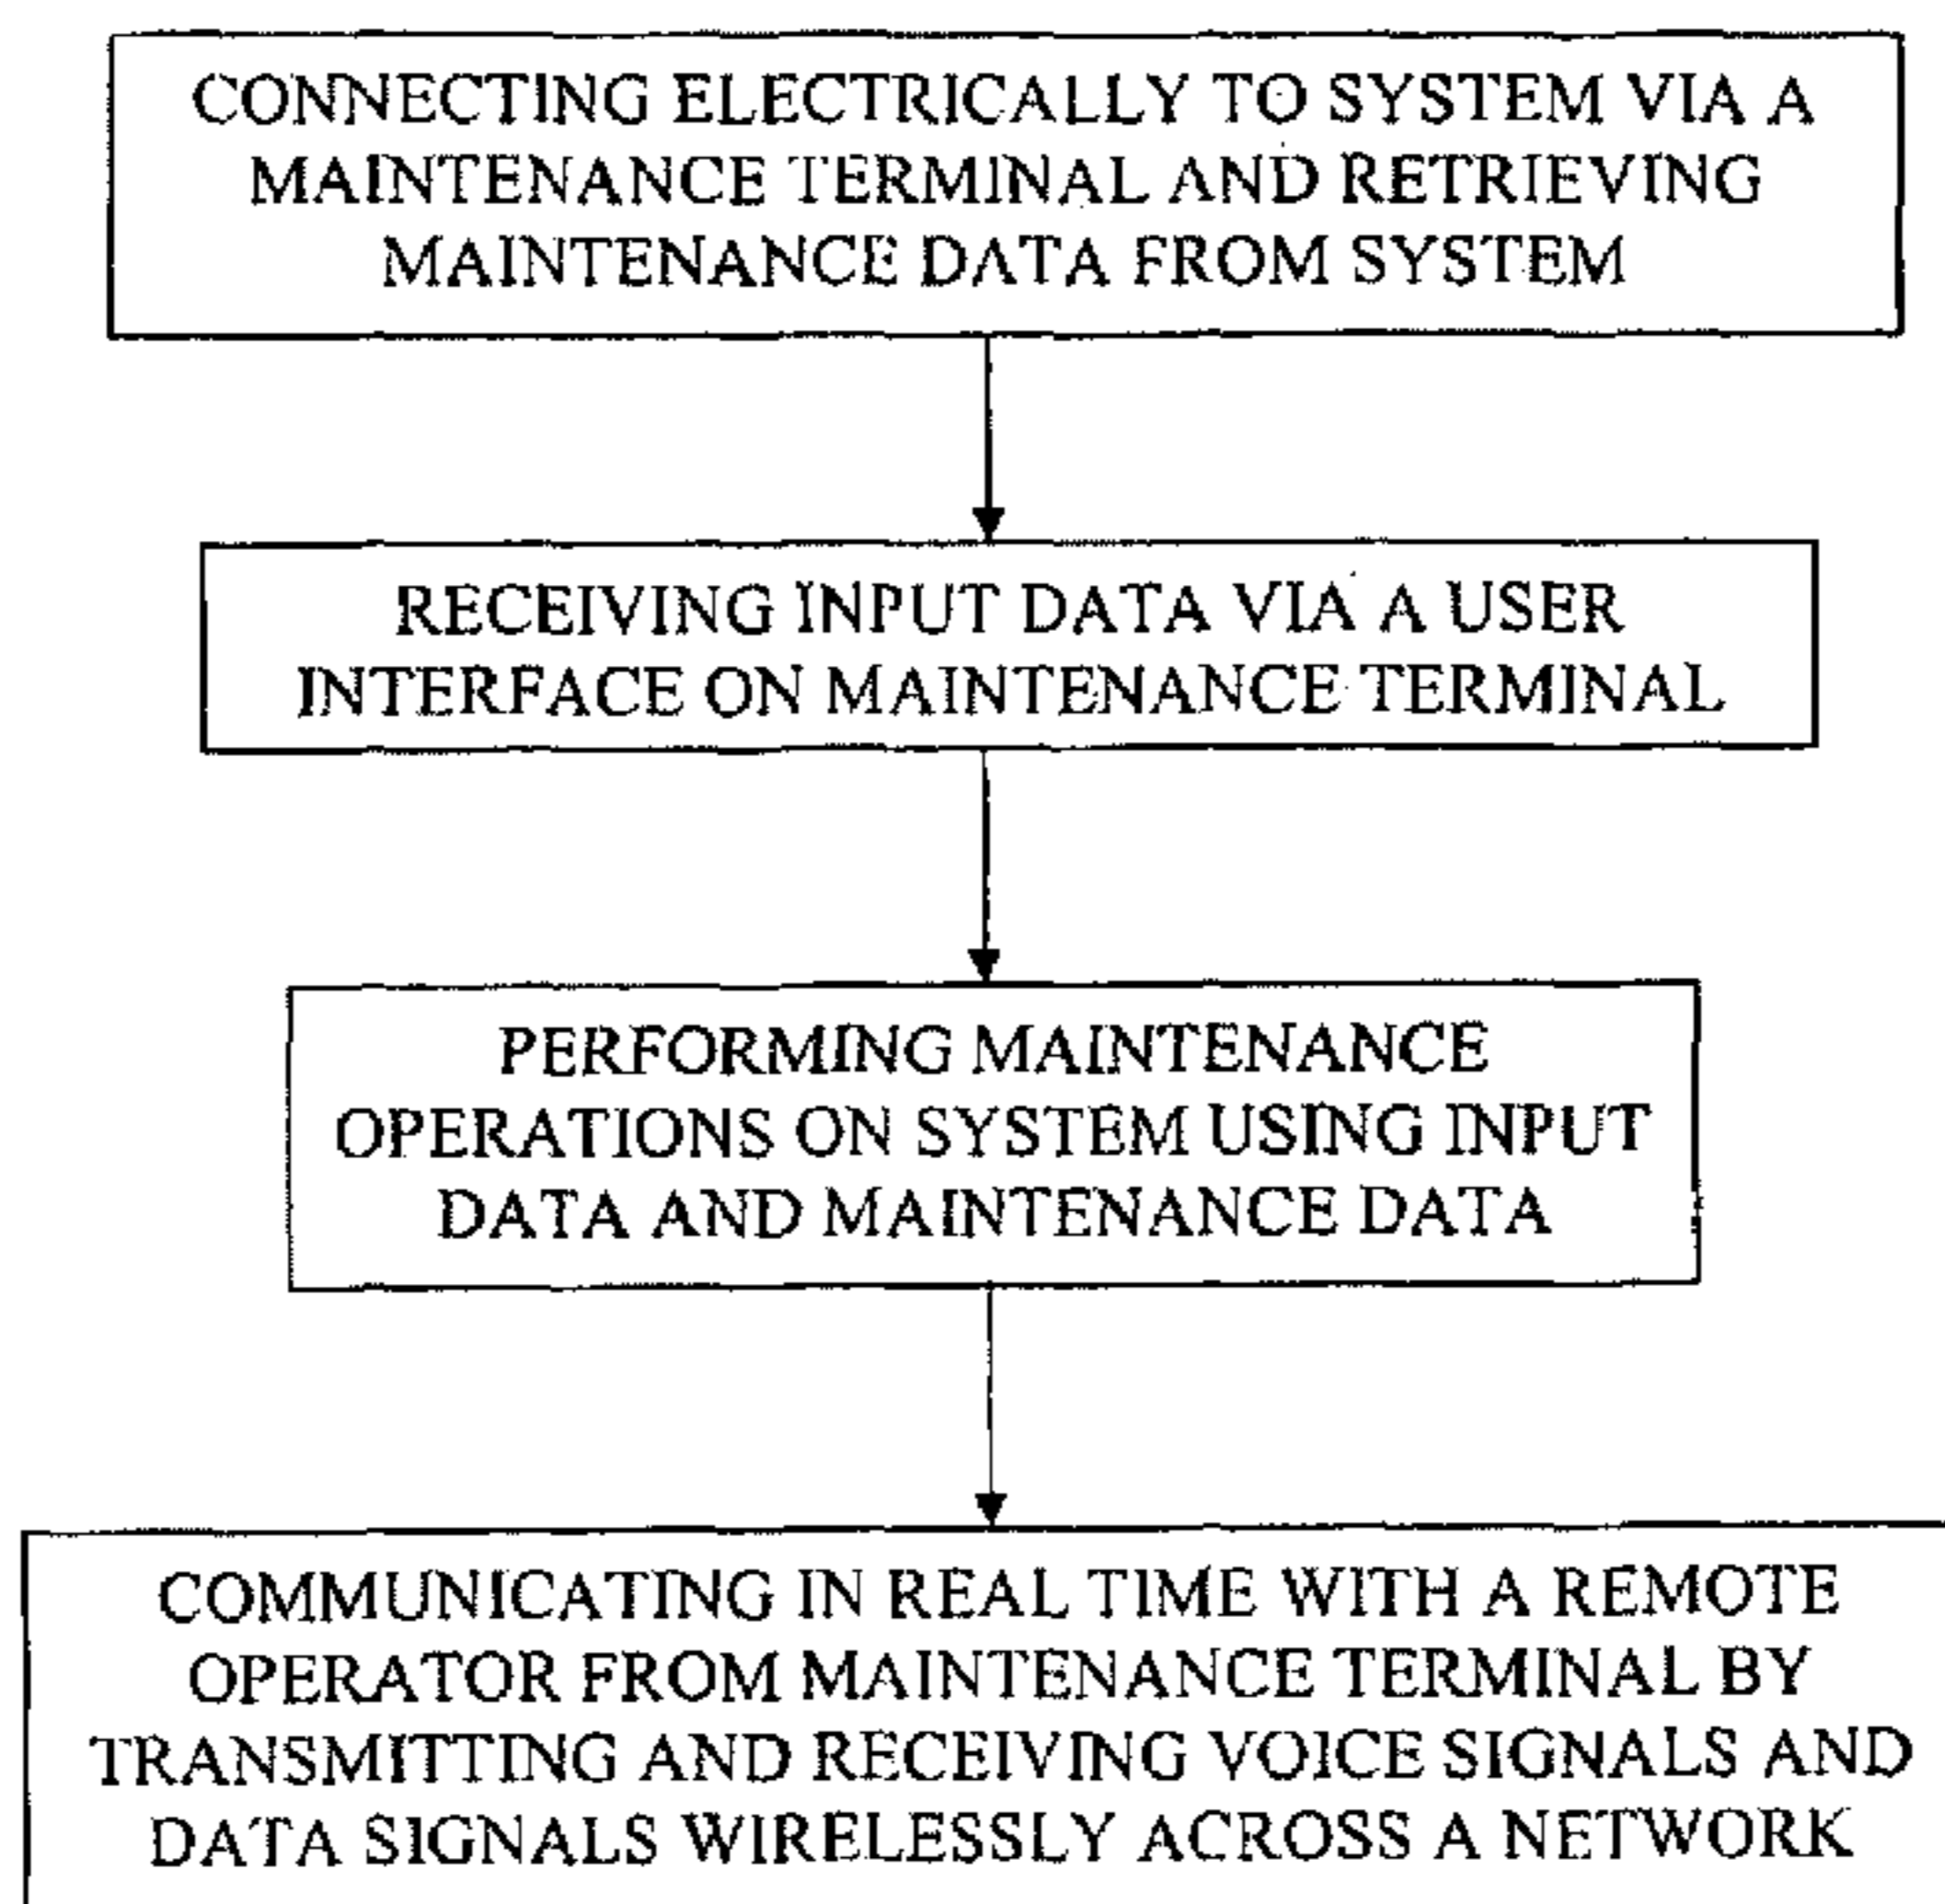 CONNECTING ELECTRICALLY TO SYSTEM VIA A
MAINTENANCE TERMINAL AND RETRIEVING
MAINTENANCE DATA FROM SYSTEM
RECEIVING INPUT DATA VIA A USER
INTERFACE ON MAINTENANCE TERMINAL
PERFORMING MAINTENANCE
OPERATIONS ON SYSTEM USING INPUT
DATA AND MAINTENANCE DATA
COMMUNICATING IN REAL TIME WITH A REMOTE
OPERATOR FROM MAINTENANCE TERMINAL BY
TRANSMITTING AND RECEIVING VOICE SIGNALS AND
DATA SIGNALS WIRELESSLY ACROSS A NETWORK